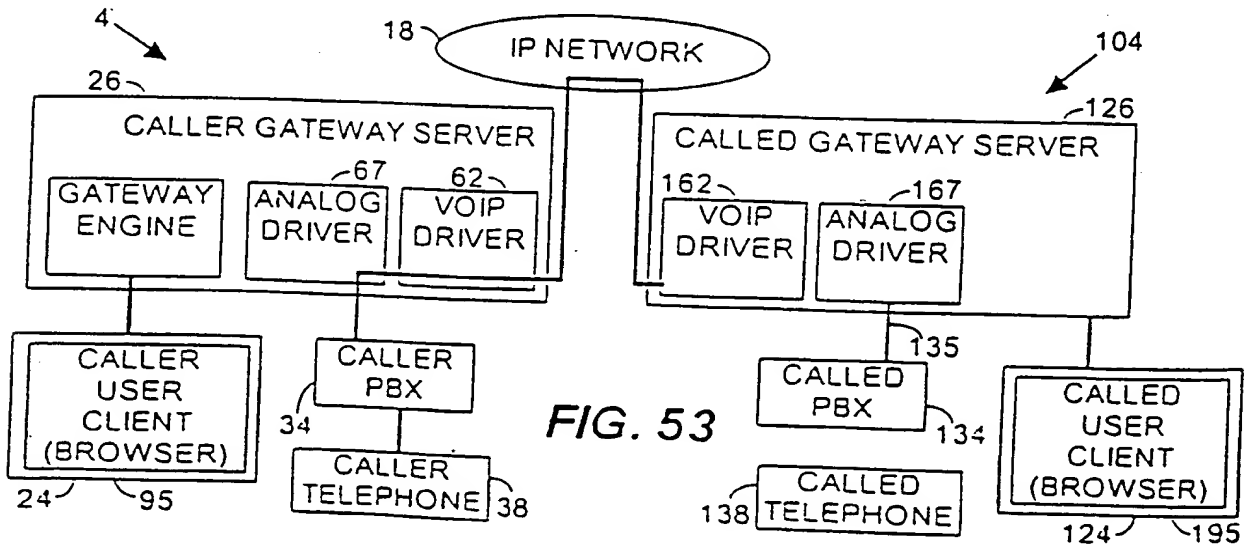 4
18
IP NETWORK
104
26
CALLER GATEWAY SERVER
67
62
GATEWAY
ENGINE
ANALOG
DRIVER
VOIP
DRIVER
126
CALLED GATEWAY SERVER
162
167
VOIP
DRIVER
ANALOG
DRIVER
CALLER
USER
CLIENT
(BROWSER)
24
95
CALLER
PBX
34
CALLER
TELEPHONE
38
FIG. 53
135
CALLED
PBX
134
CALLED
TELEPHONE
138
CALLED
USER
CLIENT
(BROWSER)
124
195